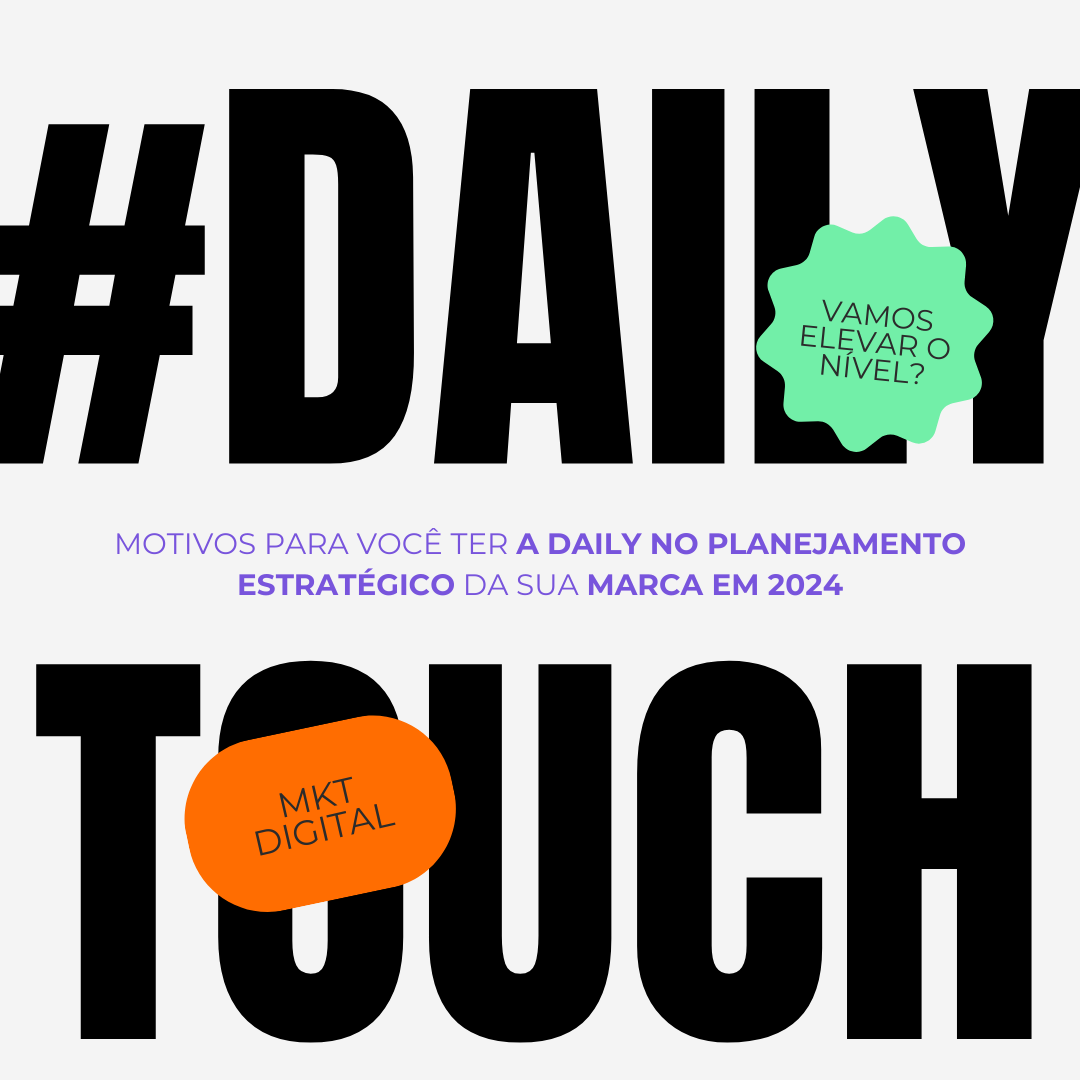 #DAILY
VAMOS
ELEVAR O
NÍVEL?
MOTIVOS PARA VOCÊ TER A DAILY NO PLANEJAMENTO
ESTRATÉGICO DA SUA MARCA EM 2024
TOUCH
MKT
DIGITAL